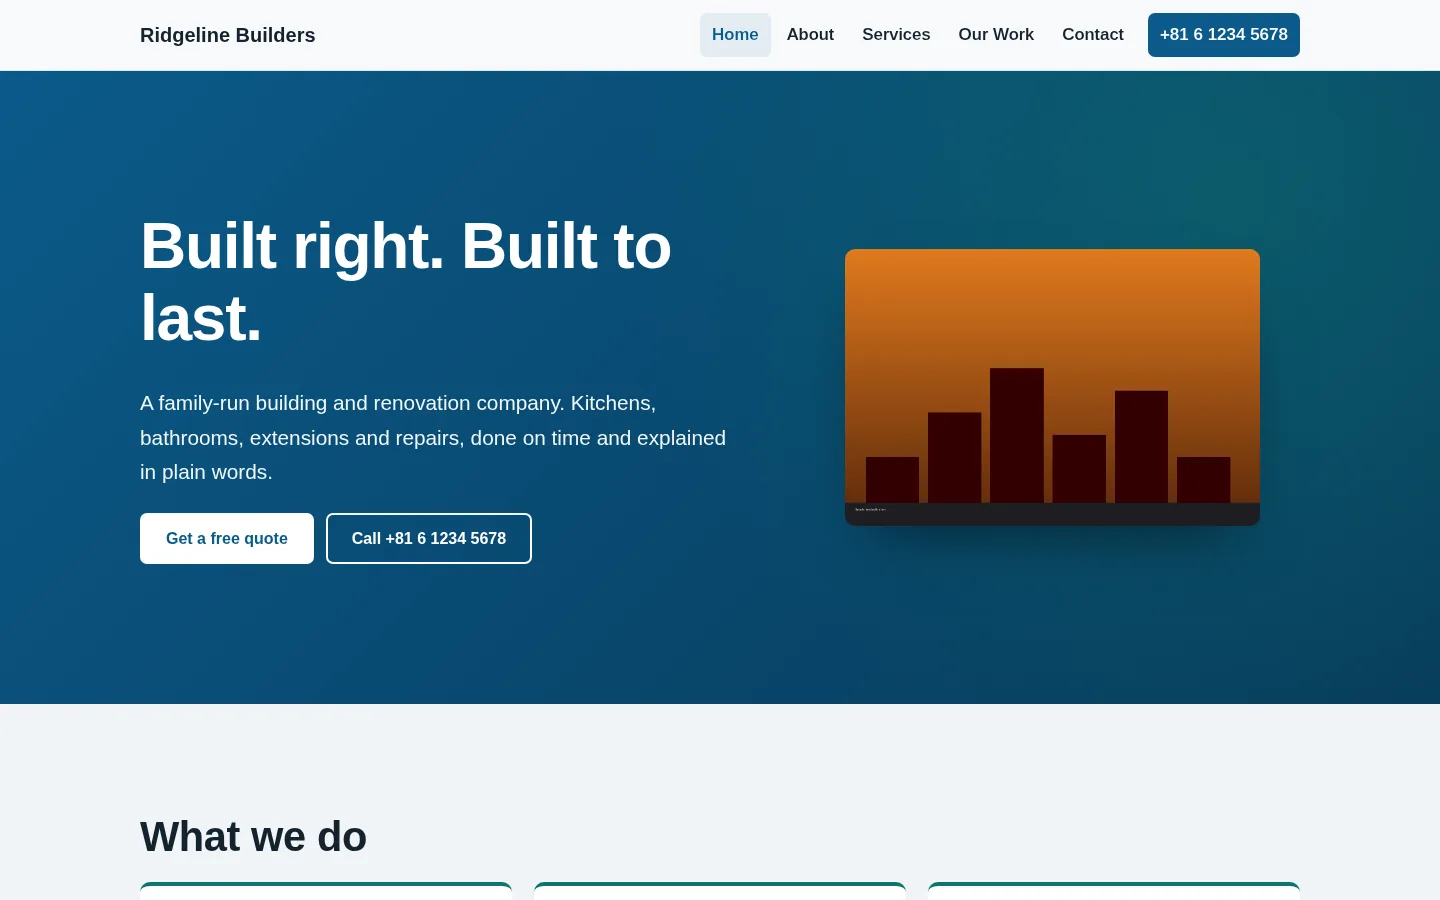 Ridgeline Builders
Home
About
Services
Our Work
Contact
+81 6 1234 5678
Built right. Built to
last.
A family-run building and renovation company. Kitchens,
bathrooms, extensions and repairs, done on time and explained
in plain words.
Get a free quote
Call +81 6 1234 5678
What we do